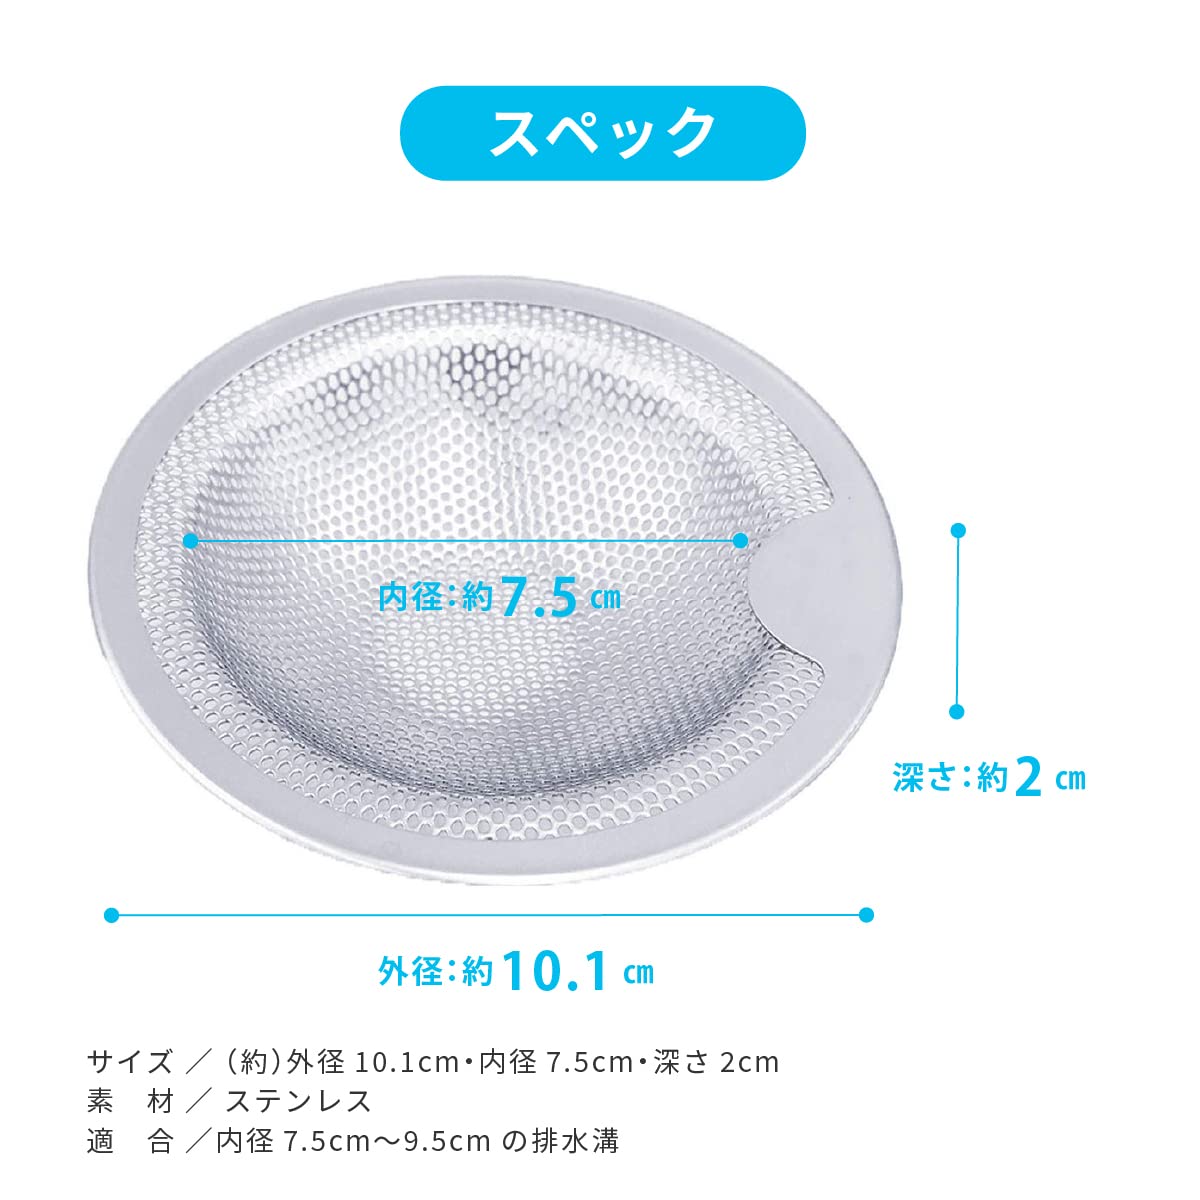 スペック
内径：約7.5㎝
深さ：約2㎝
外径：約10.1㎝
サイズ ／（約）外径 10.1cm・内径 7.5cm・深さ 2cm
素　材 ／ ステンレス
適　合 ／内径 7.5cm〜9.5cm の排水溝